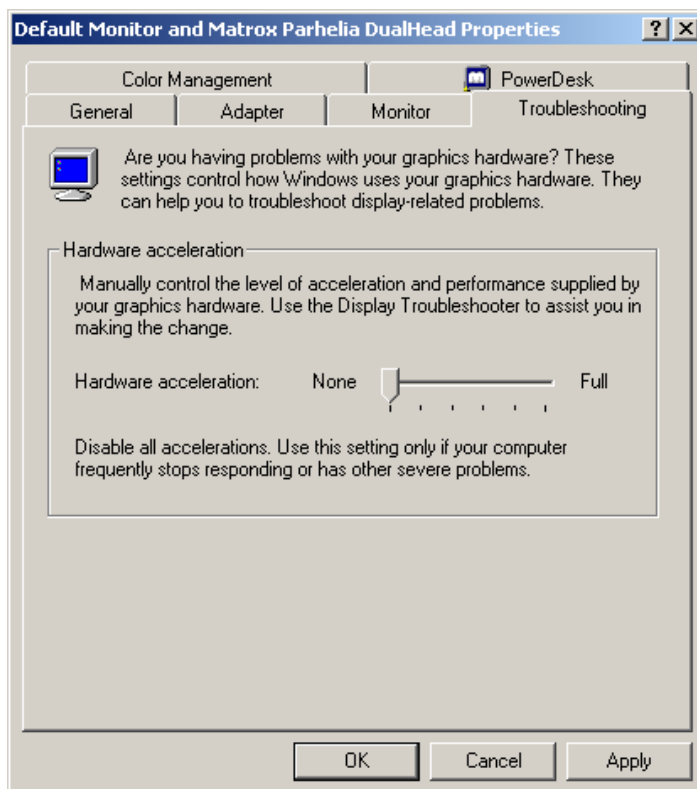 Default Monitor and Matrox Parhelia DualHead Properties
Color Management
PowerDesk
General
Adapter
Monitor
Troubleshooting
Are you having problems with your graphics hardware? These
settings control how Windows uses your graphics hardware. They
can help you to troubleshoot display-related problems.
Hardware acceleration
Manually control the level of acceleration and performance supplied by
your graphics hardware. Use the Display Troubleshooter to assist you in
making the change.
Hardware acceleration: None Full
Disable all accelerations. Use this setting only if your computer
frequently stops responding or has other severe problems.
OK
Cancel
Apply